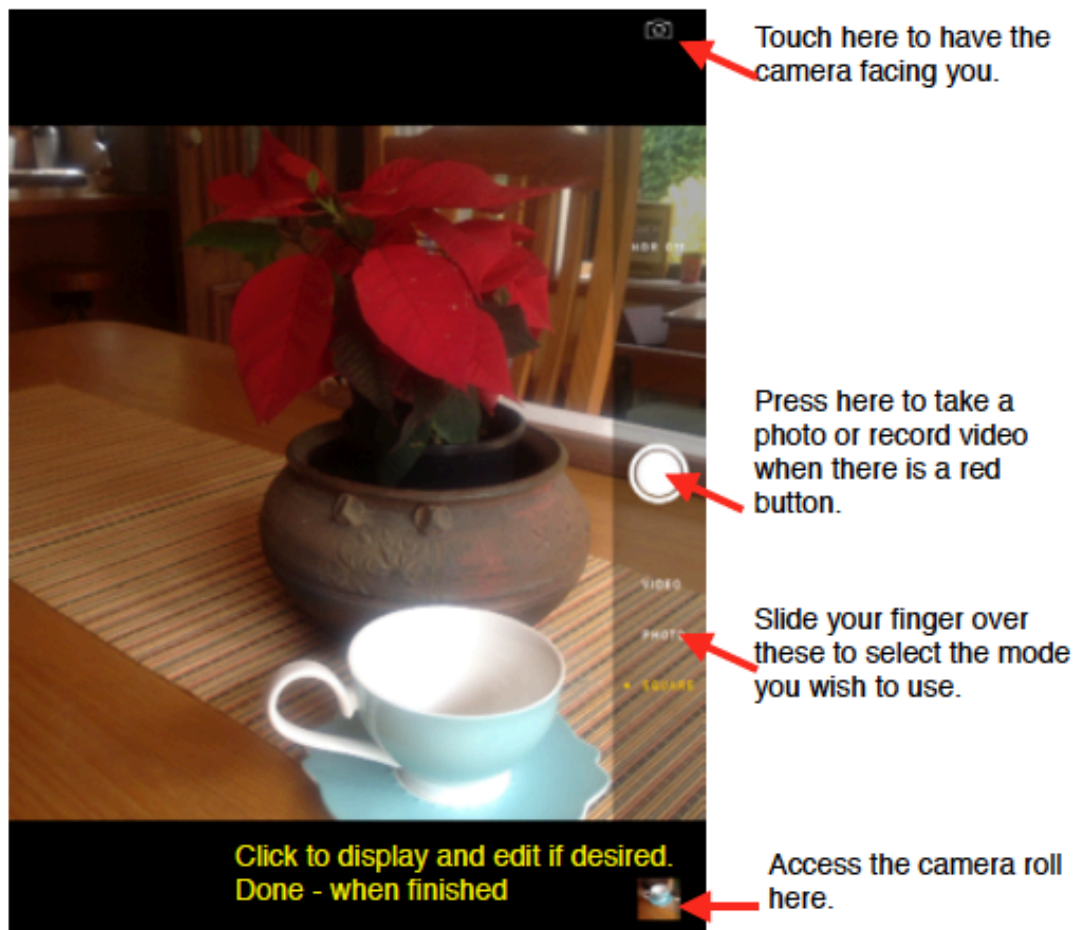 Touch here to have the
camera facing you.
HDR Off
Press here to take a
photo or record video
when there is a red
button.
VIDEO
PHOTO
Slide your finger over
these to select the mode
you wish to use.
SQUARE
Click to display and edit if desired.
Done - when finished
Access the camera roll
here.